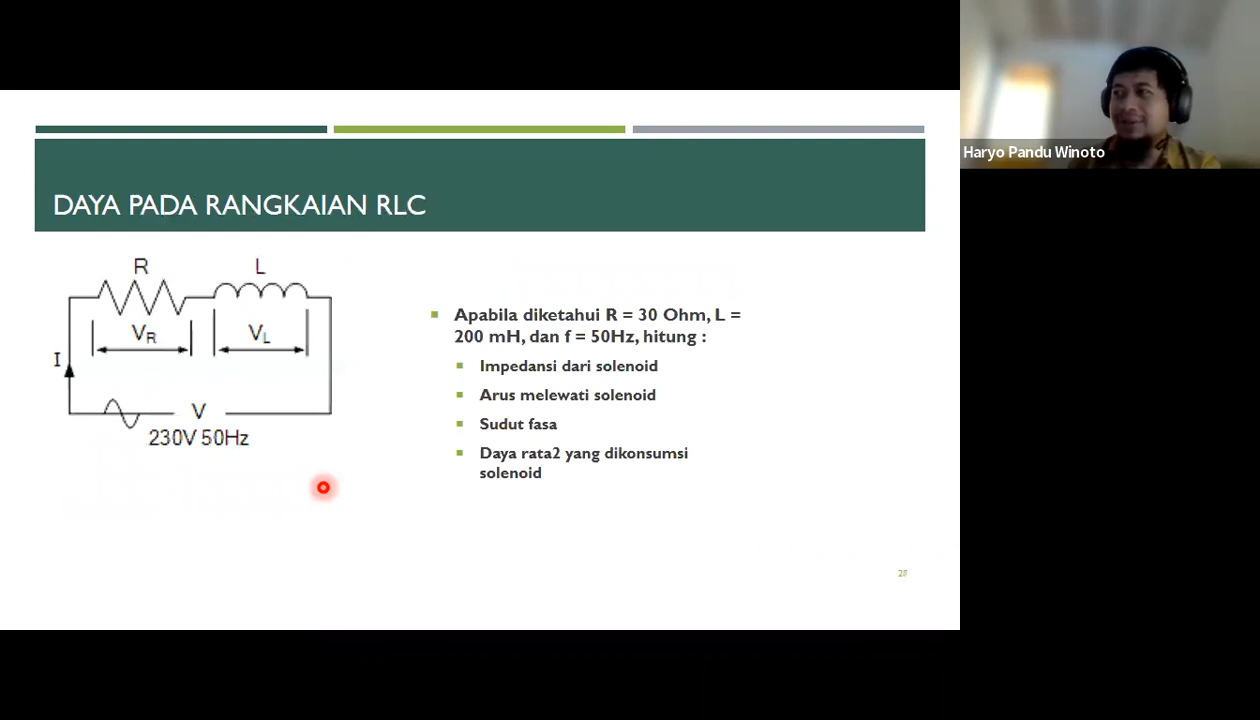 Haryo Pandu Winoto
DAYA PADA RANGKAIAN RLC
R
L
VR
VL
I
V
230V 50Hz
Apabila diketahui R = 30 Ohm, L =
200 mH, dan f = 50Hz, hitung :
Impedansi dari solenoid
Arus melewati solenoid
Sudut fasa
Daya rata2 yang dikonsumsi
solenoid